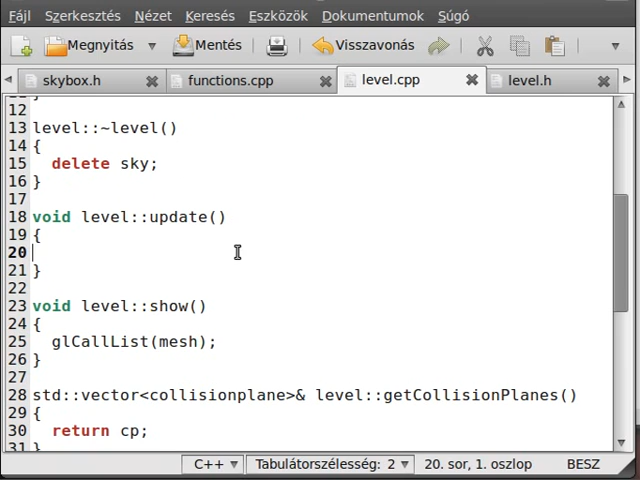 Fájl Szerkesztés Nézet Keresés Eszközök Dokumentumok Súgó
Megnyitás Mentés Visszavonás
skybox.h functions.cpp level.cpp level.h
12
13 level::~level()
14 {
15 delete sky;
16 }
17
18 void level::update()
19 {
20
21 }
22
23 void level::show()
24 {
25 glCallList(mesh);
26 }
27
28 std::vector<collisionplane>& level::getCollisionPlanes()
29 {
30 return cp;
31 }
C++ Tabulátorszélesség: 2 20. sor, 1. oszlop BESZ